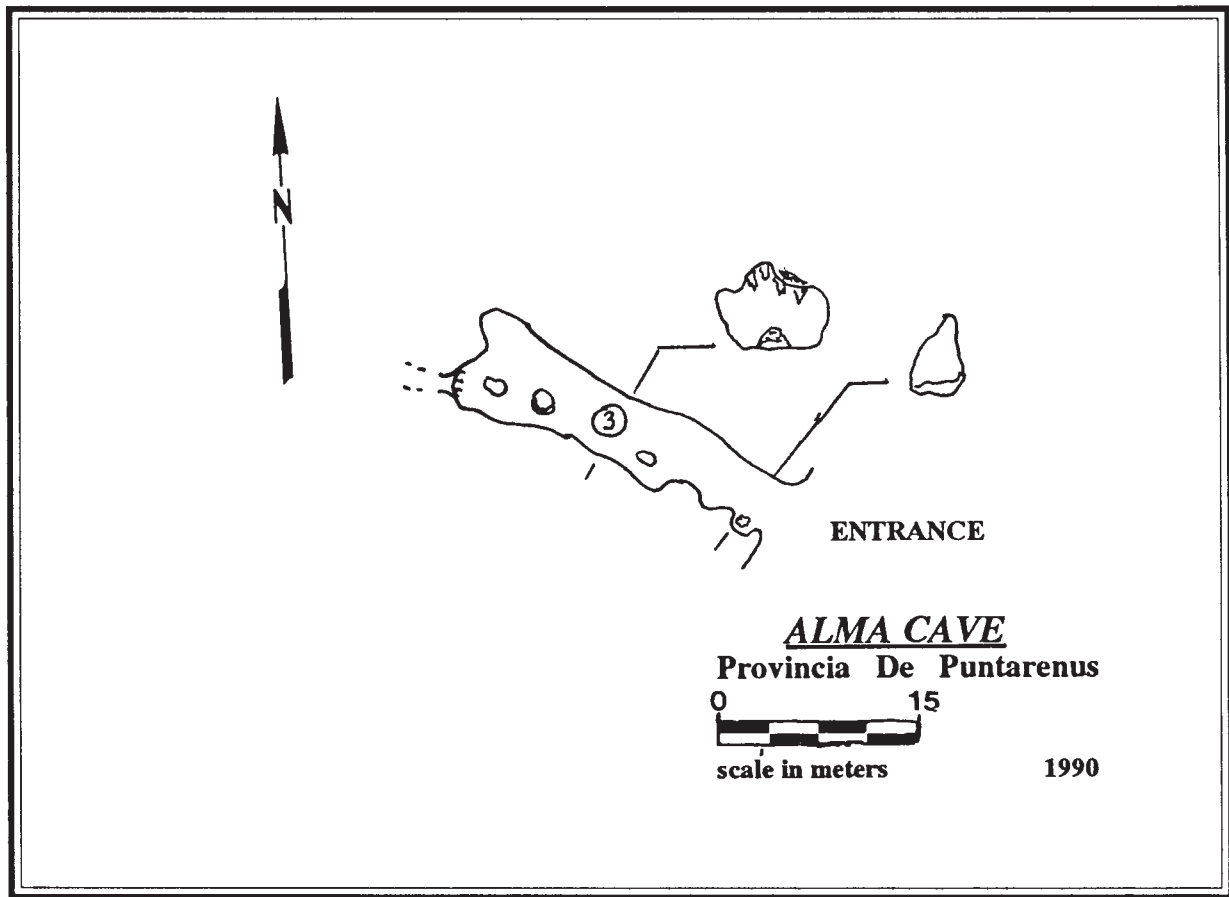 N
3
ENTRANCE
ALMA CAVE
Provincia De Puntarenus
0 15
scale in meters 1990